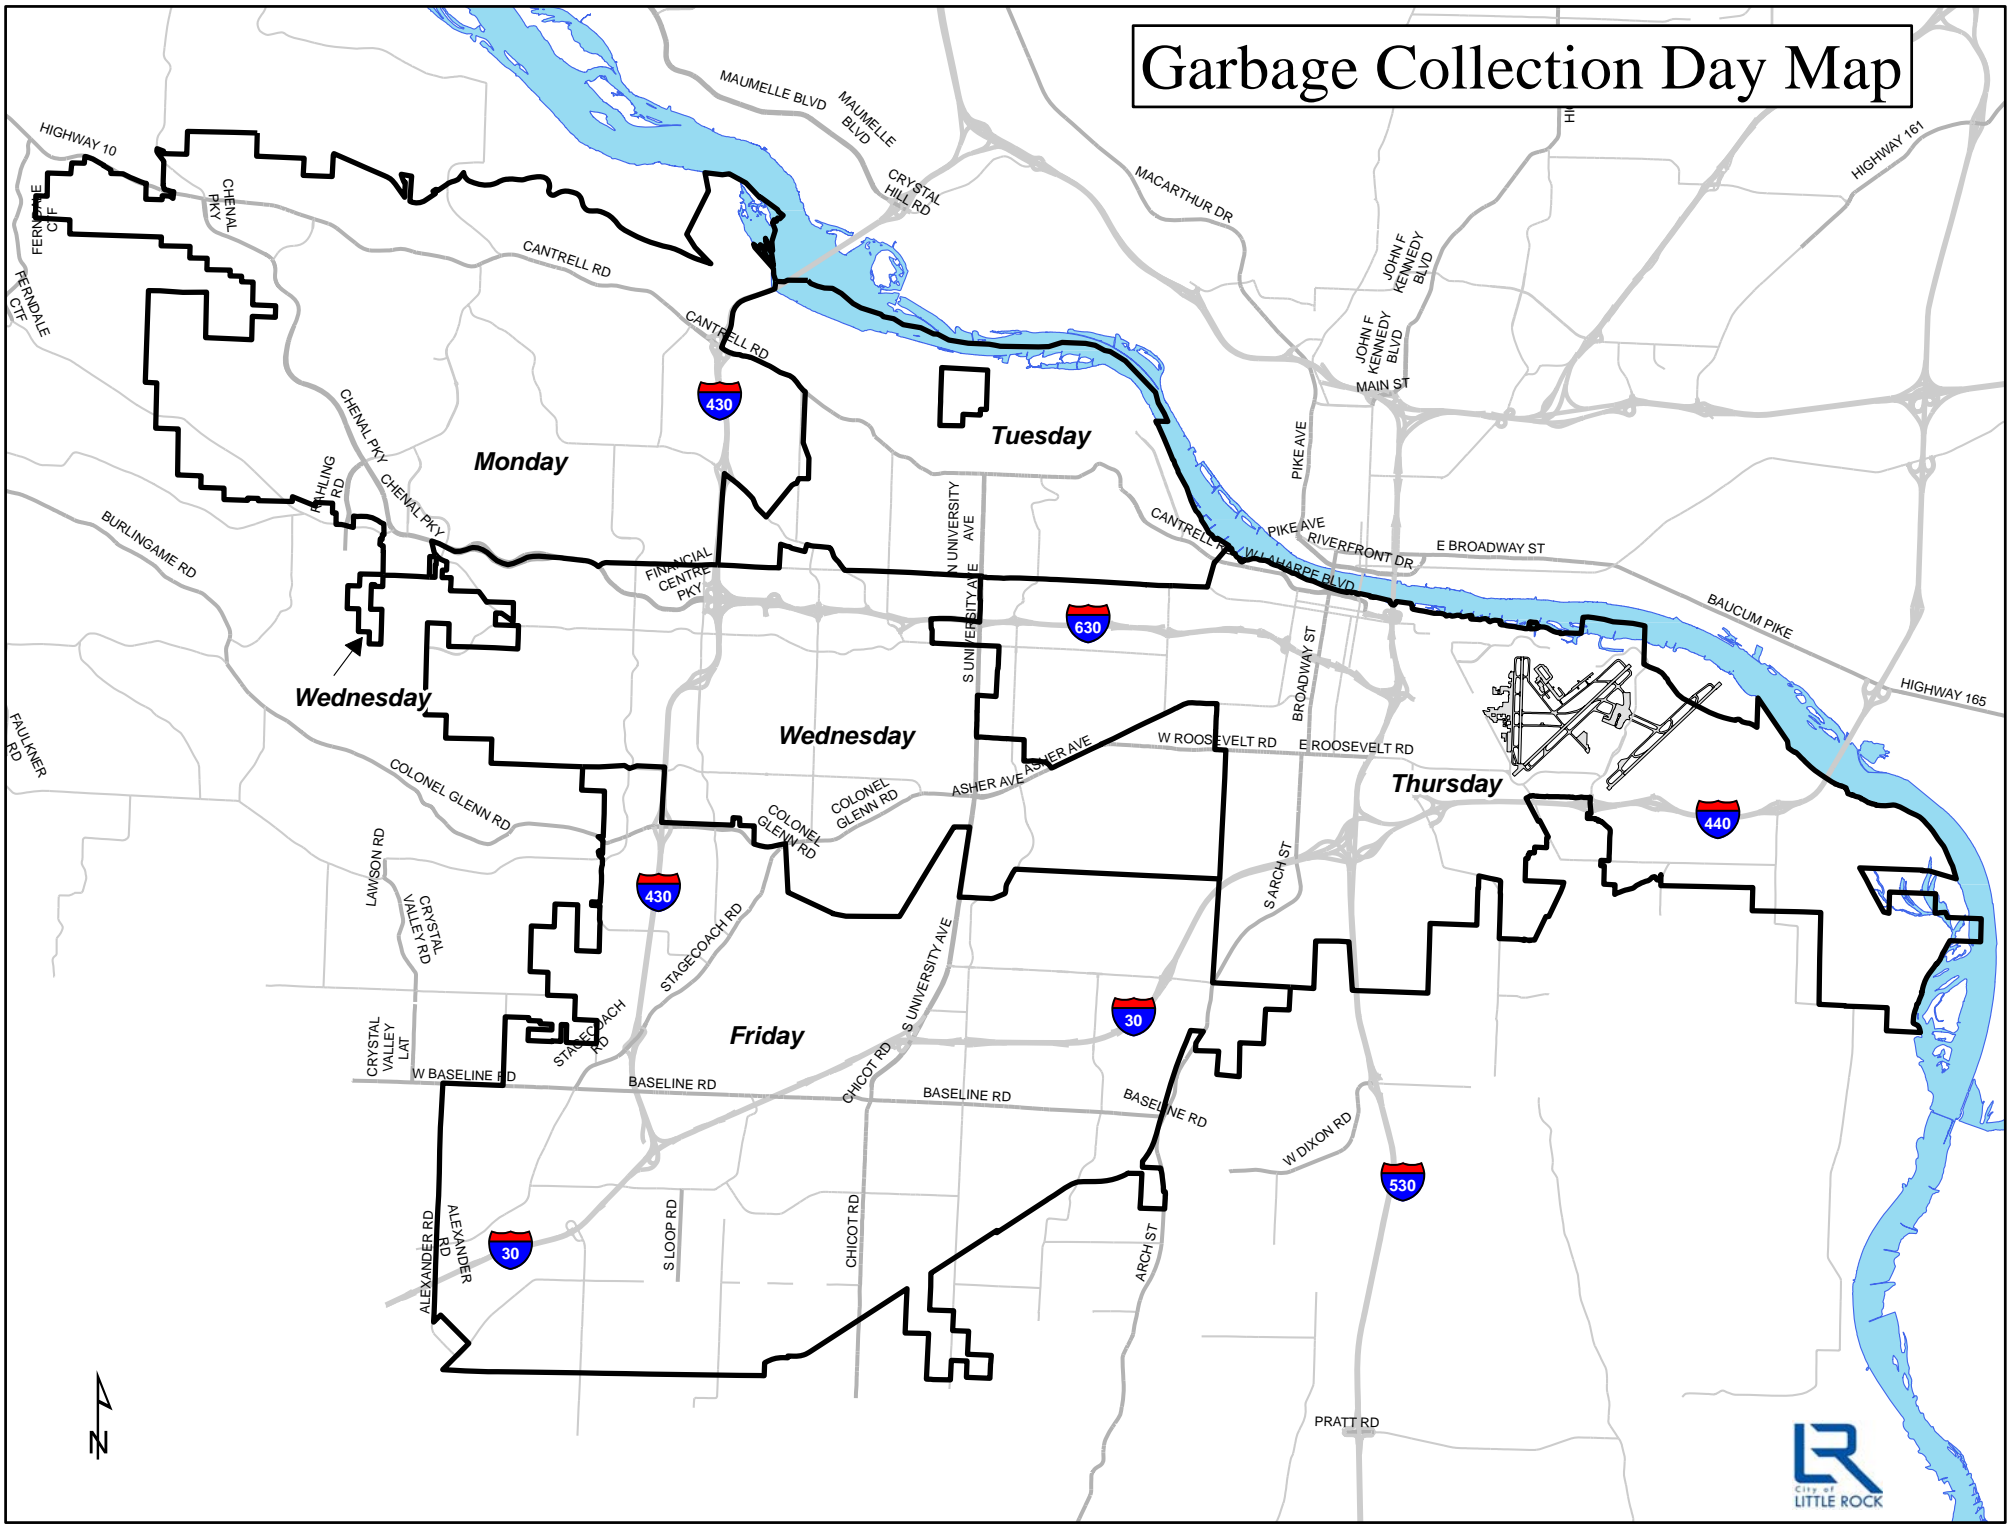 Garbage Collection Day Map
MAUMELLE BLVD
MAUMELLE
BLVD
HIGHWAY 10
HIGHWAY 161
CRYSTAL
HILL RD
MACARTHUR DR
FERNDALE
CTF
CHENAL
PKY
CANTRELL RD
JOHN F
KENNEDY
BLVD
FERNDALE
CTF
CANTRELL RD
JOHN F
KENNEDY
BLVD
MAIN ST
430
CHENAL PKY
Monday
Tuesday
PIKE AVE
RAHLING
RD
CHENAL PKY
BURLINGAME RD
N UNIVERSITY
AVE
CANTRELL RD
PIKE AVE
RIVERFRONT DR
E BROADWAY ST
W LAHARPE BLVD
FINANCIAL
CENTRE
PKY
S UNIVERSITY AVE
630
BAUCUM PIKE
BROADWAY ST
HIGHWAY 165
Wednesday
FAULKNER
RD
Wednesday
ASHER AVE
W ROOSEVELT RD
E ROOSEVELT RD
COLONEL GLENN RD
COLONEL
GLENN RD
ASHER AVE
Thursday
COLONEL
GLENN RD
440
LAWSON RD
430
S ARCH ST
CRYSTAL
VALLEY RD
STAGECOACH RD
S UNIVERSITY AVE
30
STAGECOACH
RD
Friday
CRYSTAL
VALLEY
LAT
W BASELINE RD
BASELINE RD
CHICOT RD
BASELINE RD
BASELINE RD
W DIXON RD
530
ALEXANDER RD
ALEXANDER
RD
30
S LOOP RD
CHICOT RD
ARCH ST
N
PRATT RD
City of
LITTLE ROCK